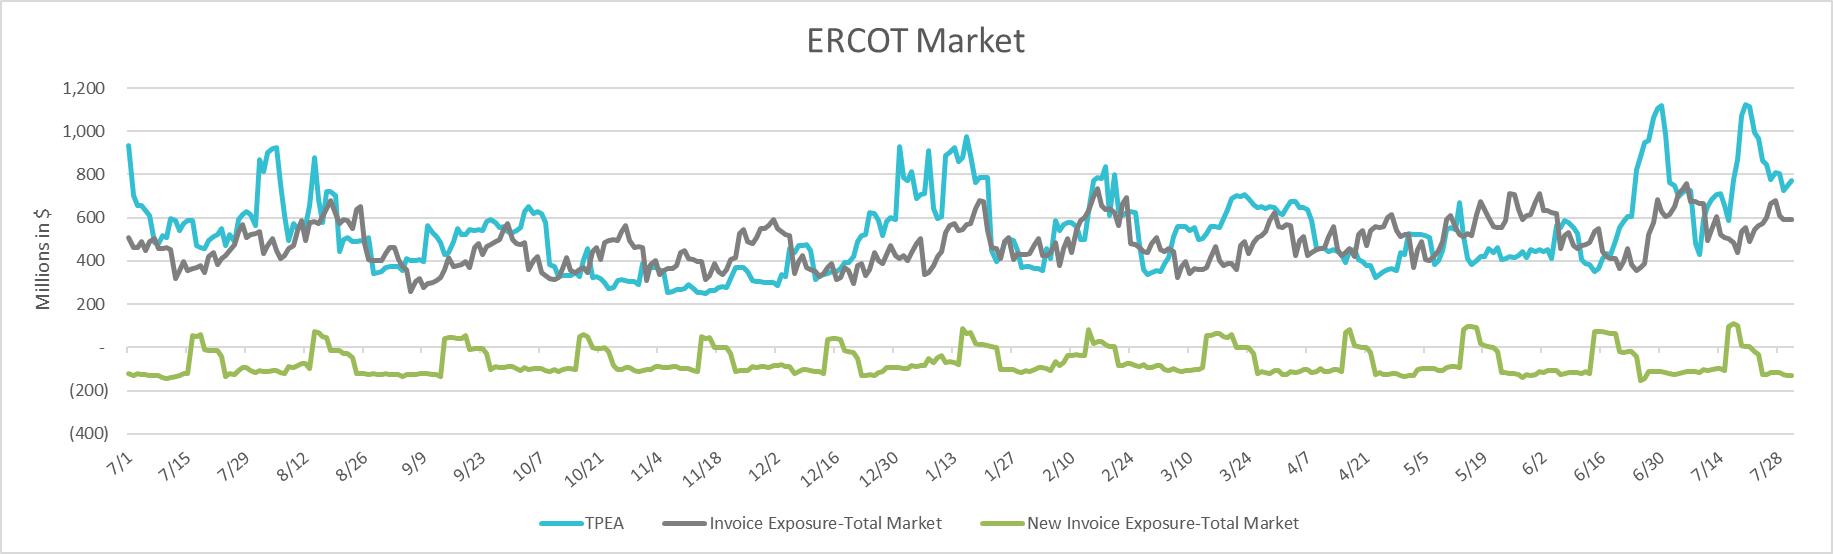 ERCOT Market
Millions in $
1,200
1,000
800
600
400
200
-
(200)
(400)
7/1 7/15 7/29 8/12 8/26 9/9 9/23 10/7 10/21 11/4 11/18 12/2 12/16 12/30 1/13 1/27 2/10 2/24 3/10 3/24 4/7 4/21 5/5 5/19 6/2 6/16 6/30 7/14 7/28
TPEA Invoice Exposure-Total Market New Invoice Exposure-Total Market